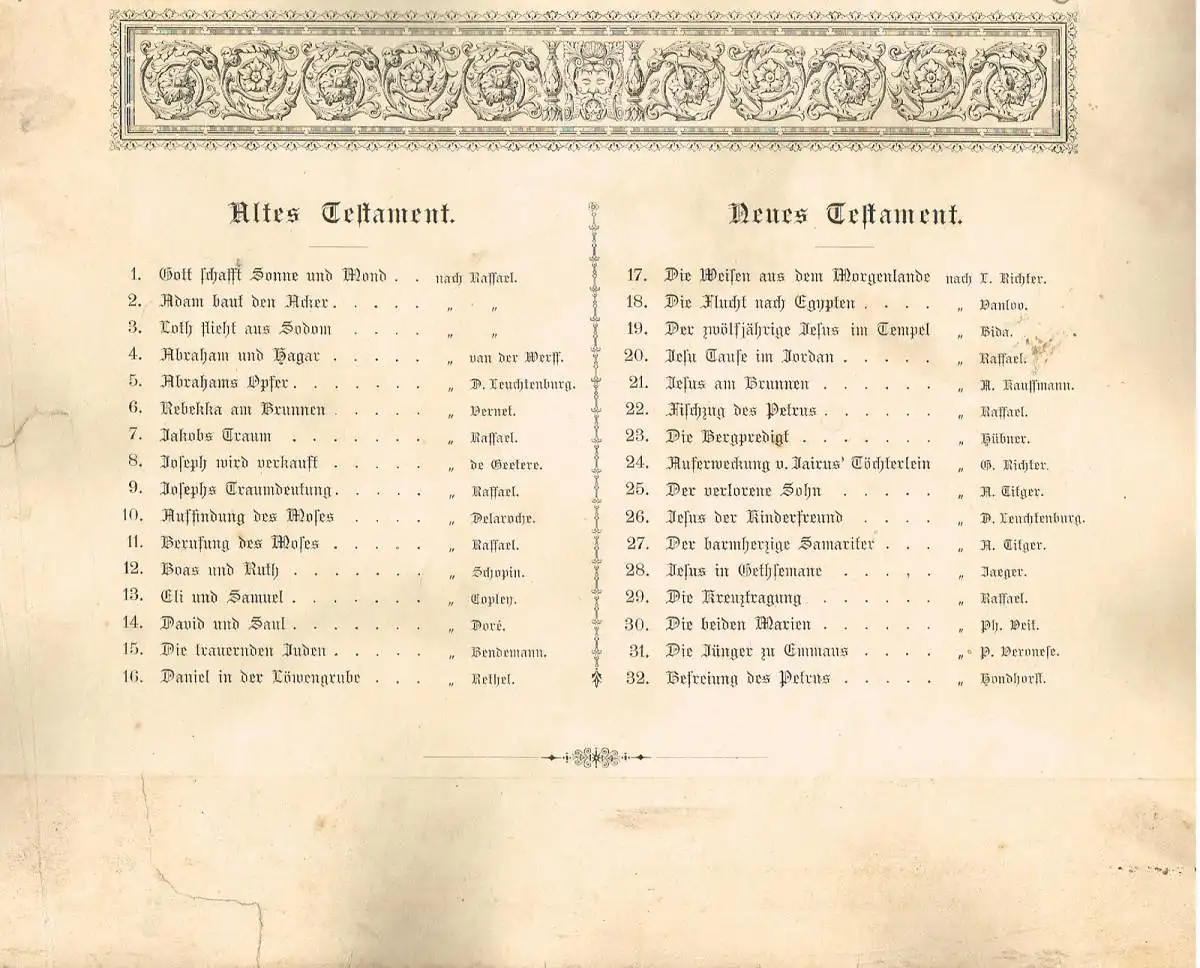 Altes Testament.
1. Gott schafft Sonne und Mond . . nach Raffael.
2. Adam baut den Acker . . . . . „ „
3. Loth flieht aus Sodom . . . . . „ „
4. Abraham und Hagar . . . . . „ van der Werff.
5. Abrahams Opfer . . . . . . . „ D. Leuchtenburg.
6. Rebekka am Brunnen . . . . . „ Vernet.
7. Jakobs Traum . . . . . . . „ Raffael.
8. Joseph wird verkauft . . . . . „ de Geetere.
9. Josephs Traumdeutung . . . . . „ Raffael.
10. Auffindung des Moses . . . . „ Delaroche.
11. Berufung des Moses . . . . . „ Raffael.
12. Boas und Ruth . . . . . . . „ Schopin.
13. Eli und Samuel . . . . . . . „ Copley.
14. David und Saul . . . . . . . „ Doré.
15. Die trauernden Juden . . . . . „ Bendemann.
16. Daniel in der Löwengrube . . . „ Rethel.
Neues Testament.
17. Die Weisen aus dem Morgenlande nach L. Richter.
18. Die Flucht nach Egypten . . . . „ Vanloo.
19. Der zwölfjährige Jesus im Tempel „ Bida.
20. Jesu Taufe im Jordan . . . . . „ Raffael.
21. Jesus am Brunnen . . . . . . „ A. Kauffmann.
22. Fischzug des Petrus . . . . . . „ Raffael.
23. Die Bergpredigt . . . . . . . „ Hübner.
24. Auferweckung v. Jairus' Töchterlein „ G. Richter.
25. Der verlorene Sohn . . . . . „ A. Titger.
26. Jesus der Kinderfreund . . . . „ D. Leuchtenburg.
27. Der barmherzige Samariter . . . „ A. Titger.
28. Jesus in Gethsemane . . . . . „ Jaeger.
29. Die Kreuztragung . . . . . . „ Raffael.
30. Die beiden Marien . . . . . . „ Ph. Veit.
31. Die Jünger zu Emmaus . . . . „ P. Veronese.
32. Befreiung des Petrus . . . . . „ Hondhorst.